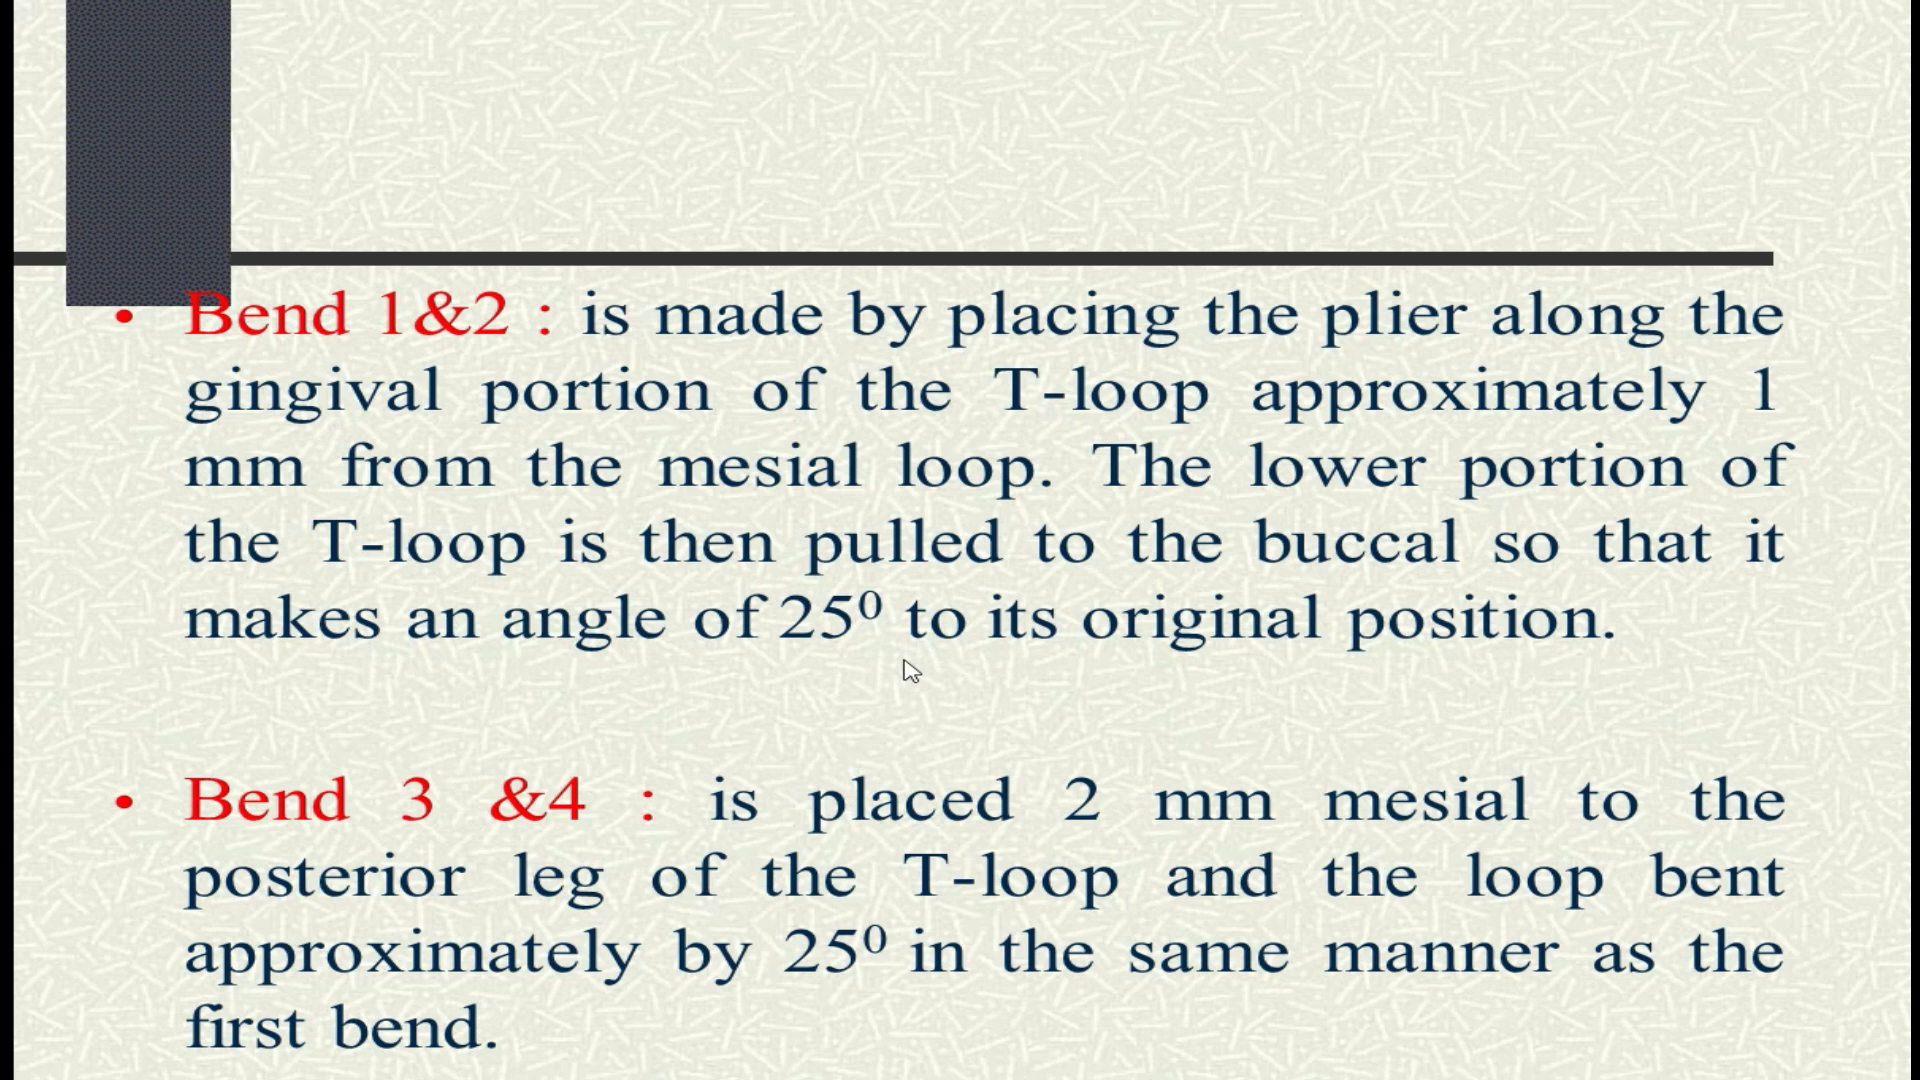 • Bend 1&2 : is made by placing the plier along the
gingival portion of the T-loop approximately 1
mm from the mesial loop. The lower portion of
the T-loop is then pulled to the buccal so that it
makes an angle of 25⁰ to its original position.
• Bend 3 &4 : is placed 2 mm mesial to the
posterior leg of the T-loop and the loop bent
approximately by 25⁰ in the same manner as the
first bend.